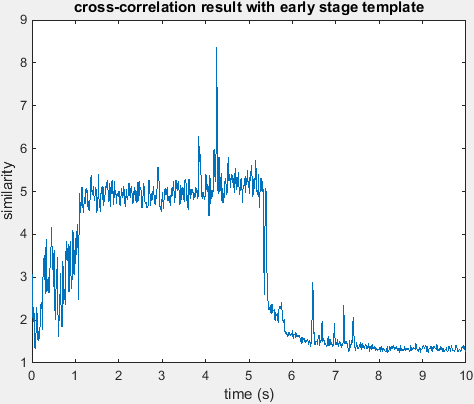 cross-correlation result with early stage template
9
8
7
6
5
4
3
2
1
similarity
0 1 2 3 4 5 6 7 8 9 10
time (s)